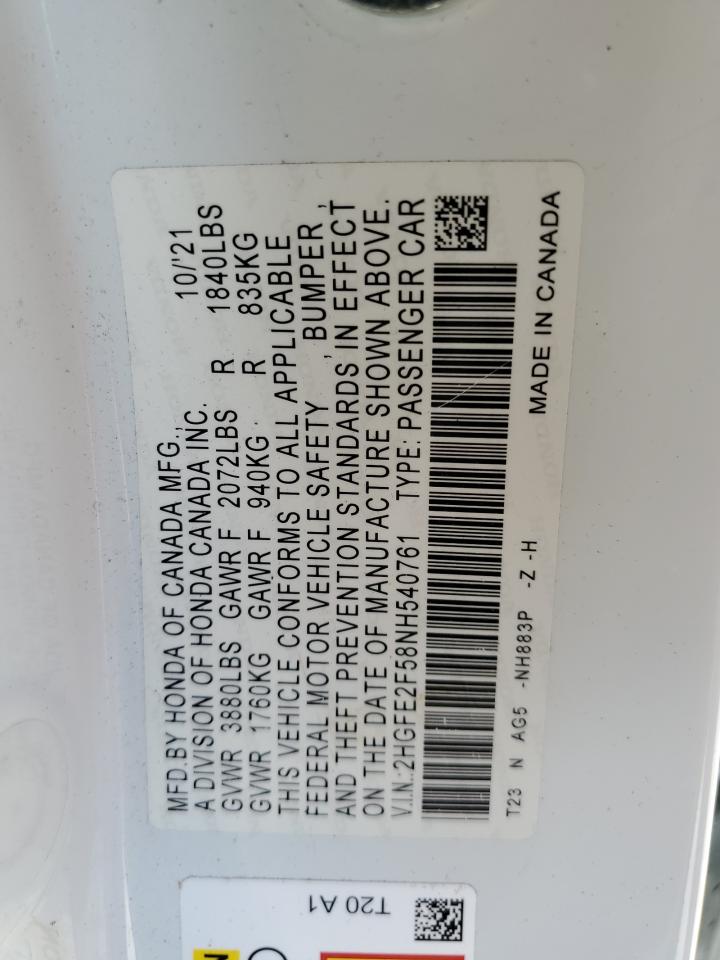 MFD.BY HONDA OF CANADA MFG., 10/'21
A DIVISION OF HONDA CANADA INC.
GVWR 3880LBS GAWR F 2072LBS R 1840LBS
GVWR 1760KG GAWR F 940KG R 835KG
THIS VEHICLE CONFORMS TO ALL APPLICABLE
FEDERAL MOTOR VEHICLE SAFETY, BUMPER,
AND THEFT PREVENTION STANDARDS IN EFFECT
ON THE DATE OF MANUFACTURE SHOWN ABOVE.
V.I.N.:2HGFE2F58NH540761 TYPE: PASSENGER CAR
T23 N AG5 -NH883P -Z -H MADE IN CANADA
T20 A1